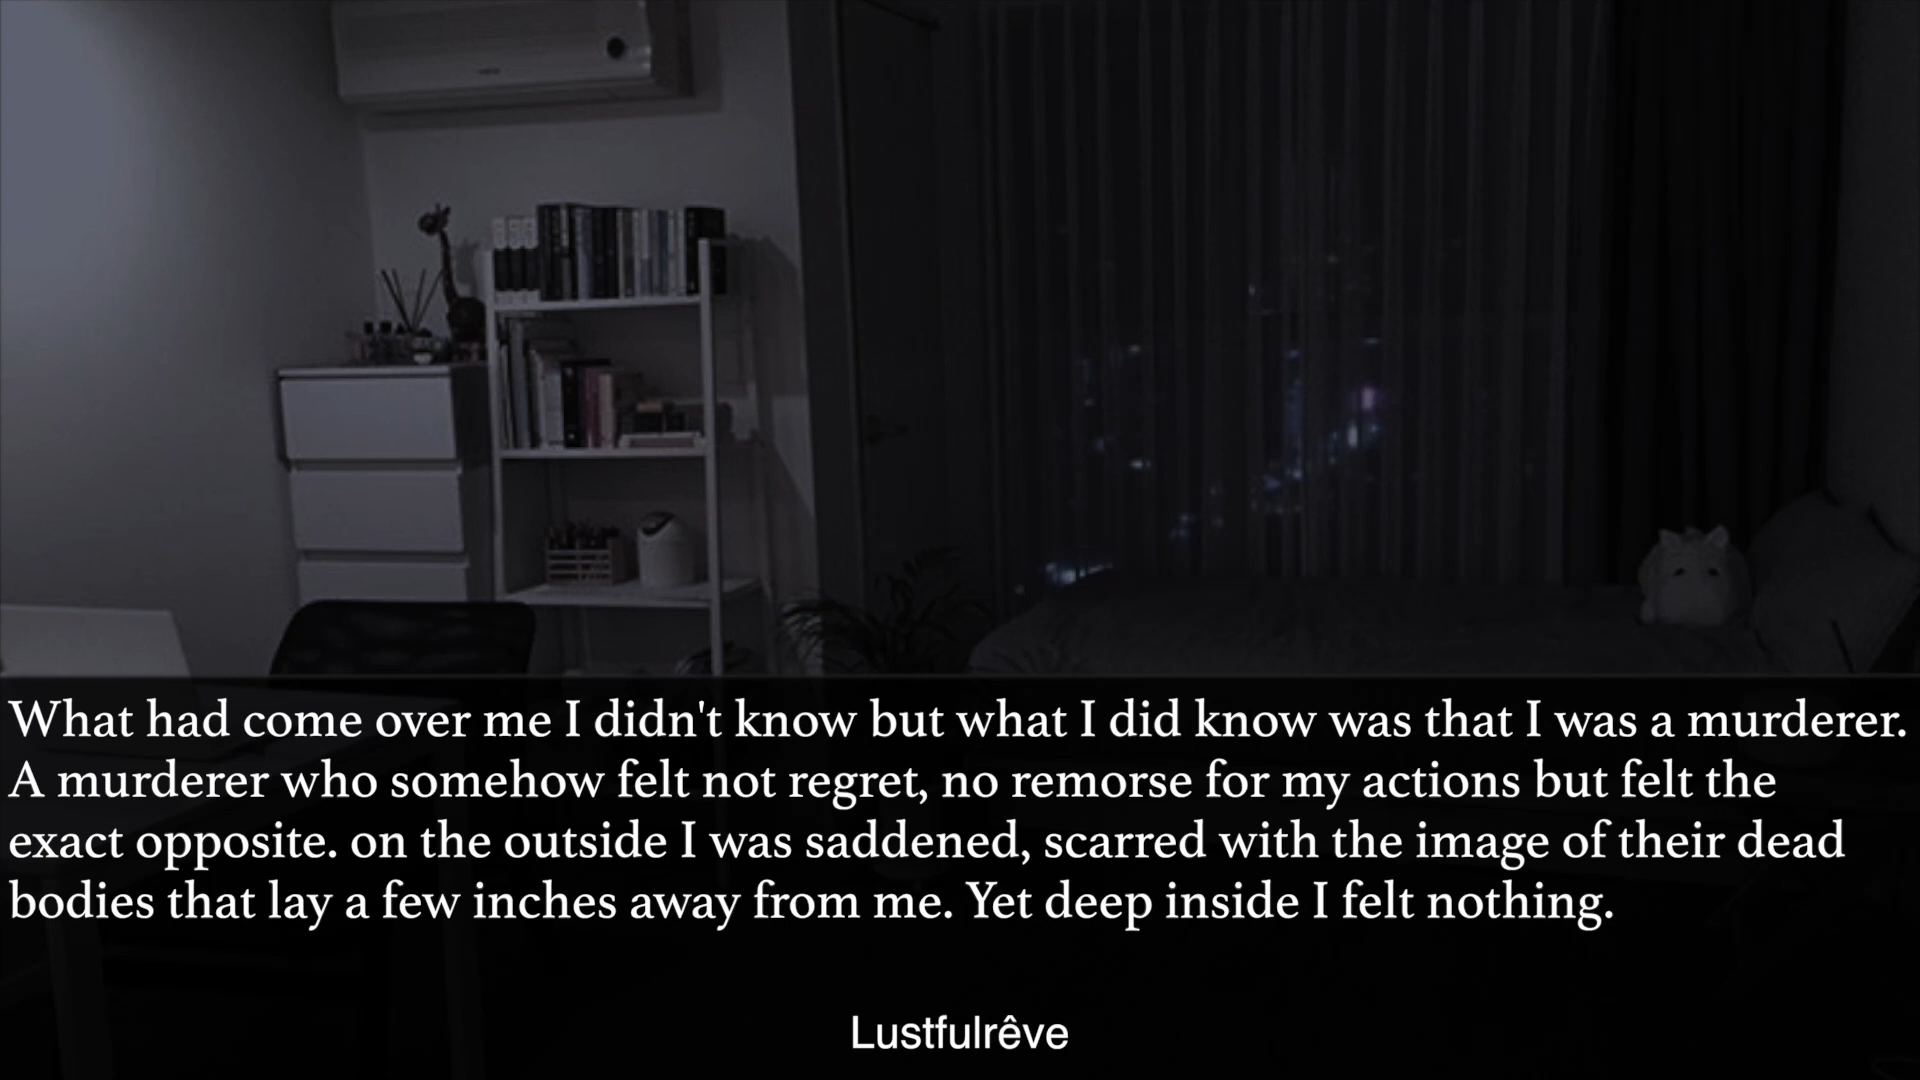 What had come over me I didn't know but what I did know was that I was a murderer.
A murderer who somehow felt not regret, no remorse for my actions but felt the
exact opposite. on the outside I was saddened, scarred with the image of their dead
bodies that lay a few inches away from me. Yet deep inside I felt nothing.
Lustfulrêve